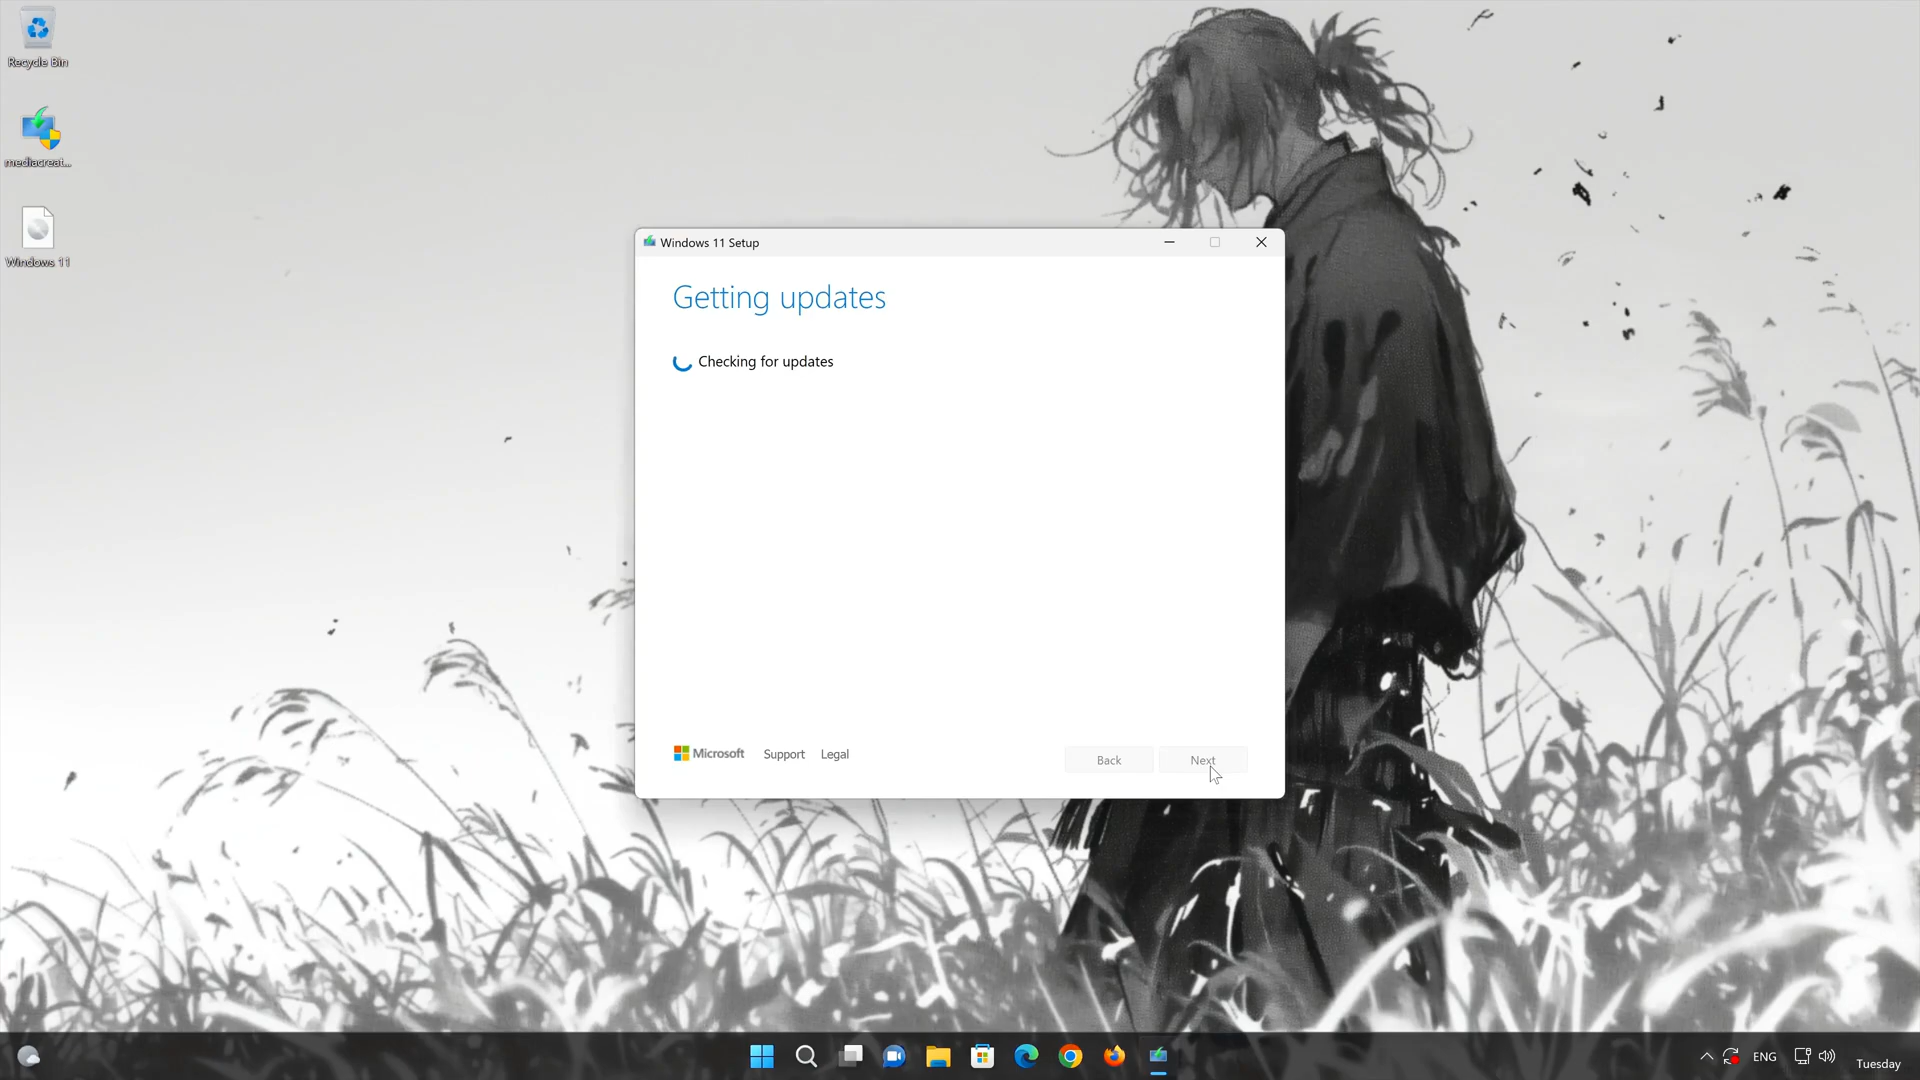 Recycle Bin
mediacreat...
Windows 11
Windows 11 Setup
Getting updates
Checking for updates
Microsoft Support Legal
Back Next
ENG
Tuesday